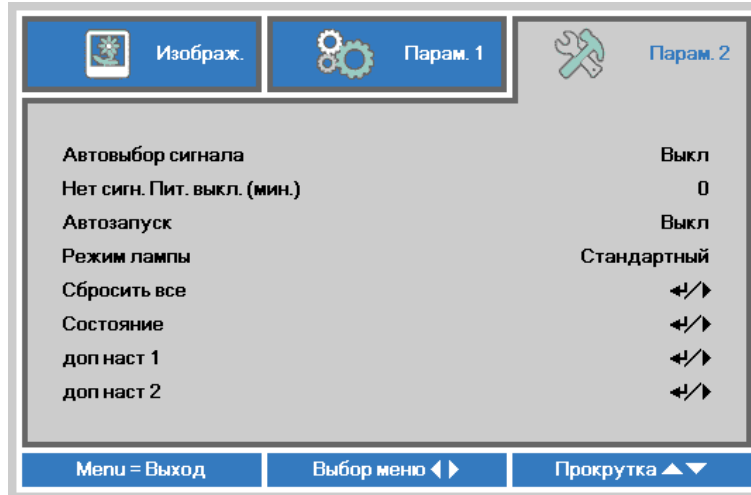 Изображ.
Парам. 1
Парам. 2
Автовыбор сигнала Выкл
Нет сигн. Пит. выкл. (мин.) 0
Автозапуск Выкл
Режим лампы Стандартный
Сбросить все
Состояние
доп наст 1
доп наст 2
Menu = Выход
Выбор меню
Прокрутка